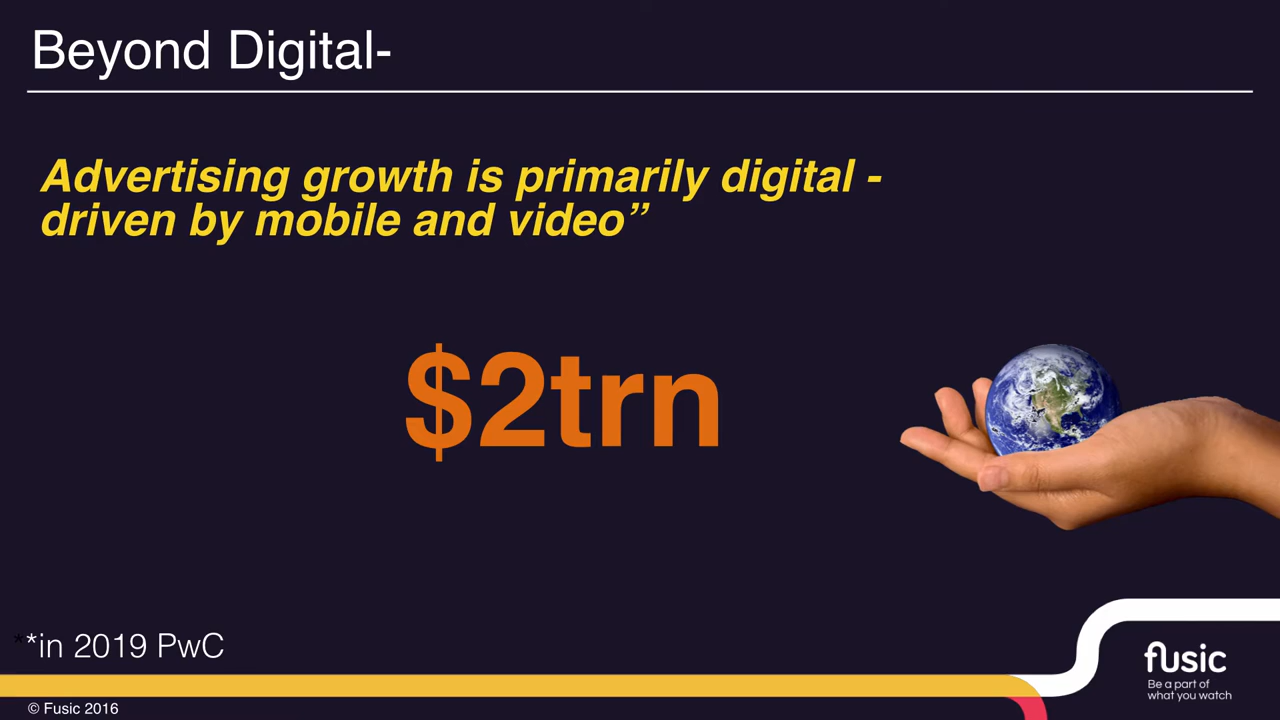 Beyond Digital-
Advertising growth is primarily digital -
driven by mobile and video”
$2trn
**in 2019 PwC
fusic
Be a part of
what you watch
© Fusic 2016